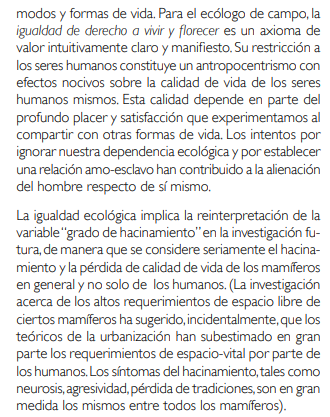 modos y formas de vida. Para el ecólogo de campo, la
igualdad de derecho a vivir y florecer es un axioma de
valor intuitivamente claro y manifiesto. Su restricción a
los seres humanos constituye un antropocentrismo con
efectos nocivos sobre la calidad de vida de los seres
humanos mismos. Esta calidad depende en parte del
profundo placer y satisfacción que experimentamos al
compartir con otras formas de vida. Los intentos por
ignorar nuestra dependencia ecológica y por establecer
una relación amo-esclavo han contribuido a la alienación
del hombre respecto de sí mismo.
La igualdad ecológica implica la reinterpretación de la
variable “grado de hacinamiento” en la investigación fu-
tura, de manera que se considere seriamente el hacina-
miento y la pérdida de calidad de vida de los mamíferos
en general y no solo de los humanos. (La investigación
acerca de los altos requerimientos de espacio libre de
ciertos mamíferos ha sugerido, incidentalmente, que los
teóricos de la urbanización han subestimado en gran
parte los requerimientos de espacio-vital por parte de
los humanos. Los síntomas del hacinamiento, tales como
neurosis, agresividad, pérdida de tradiciones, son en gran
medida los mismos entre todos los mamíferos).